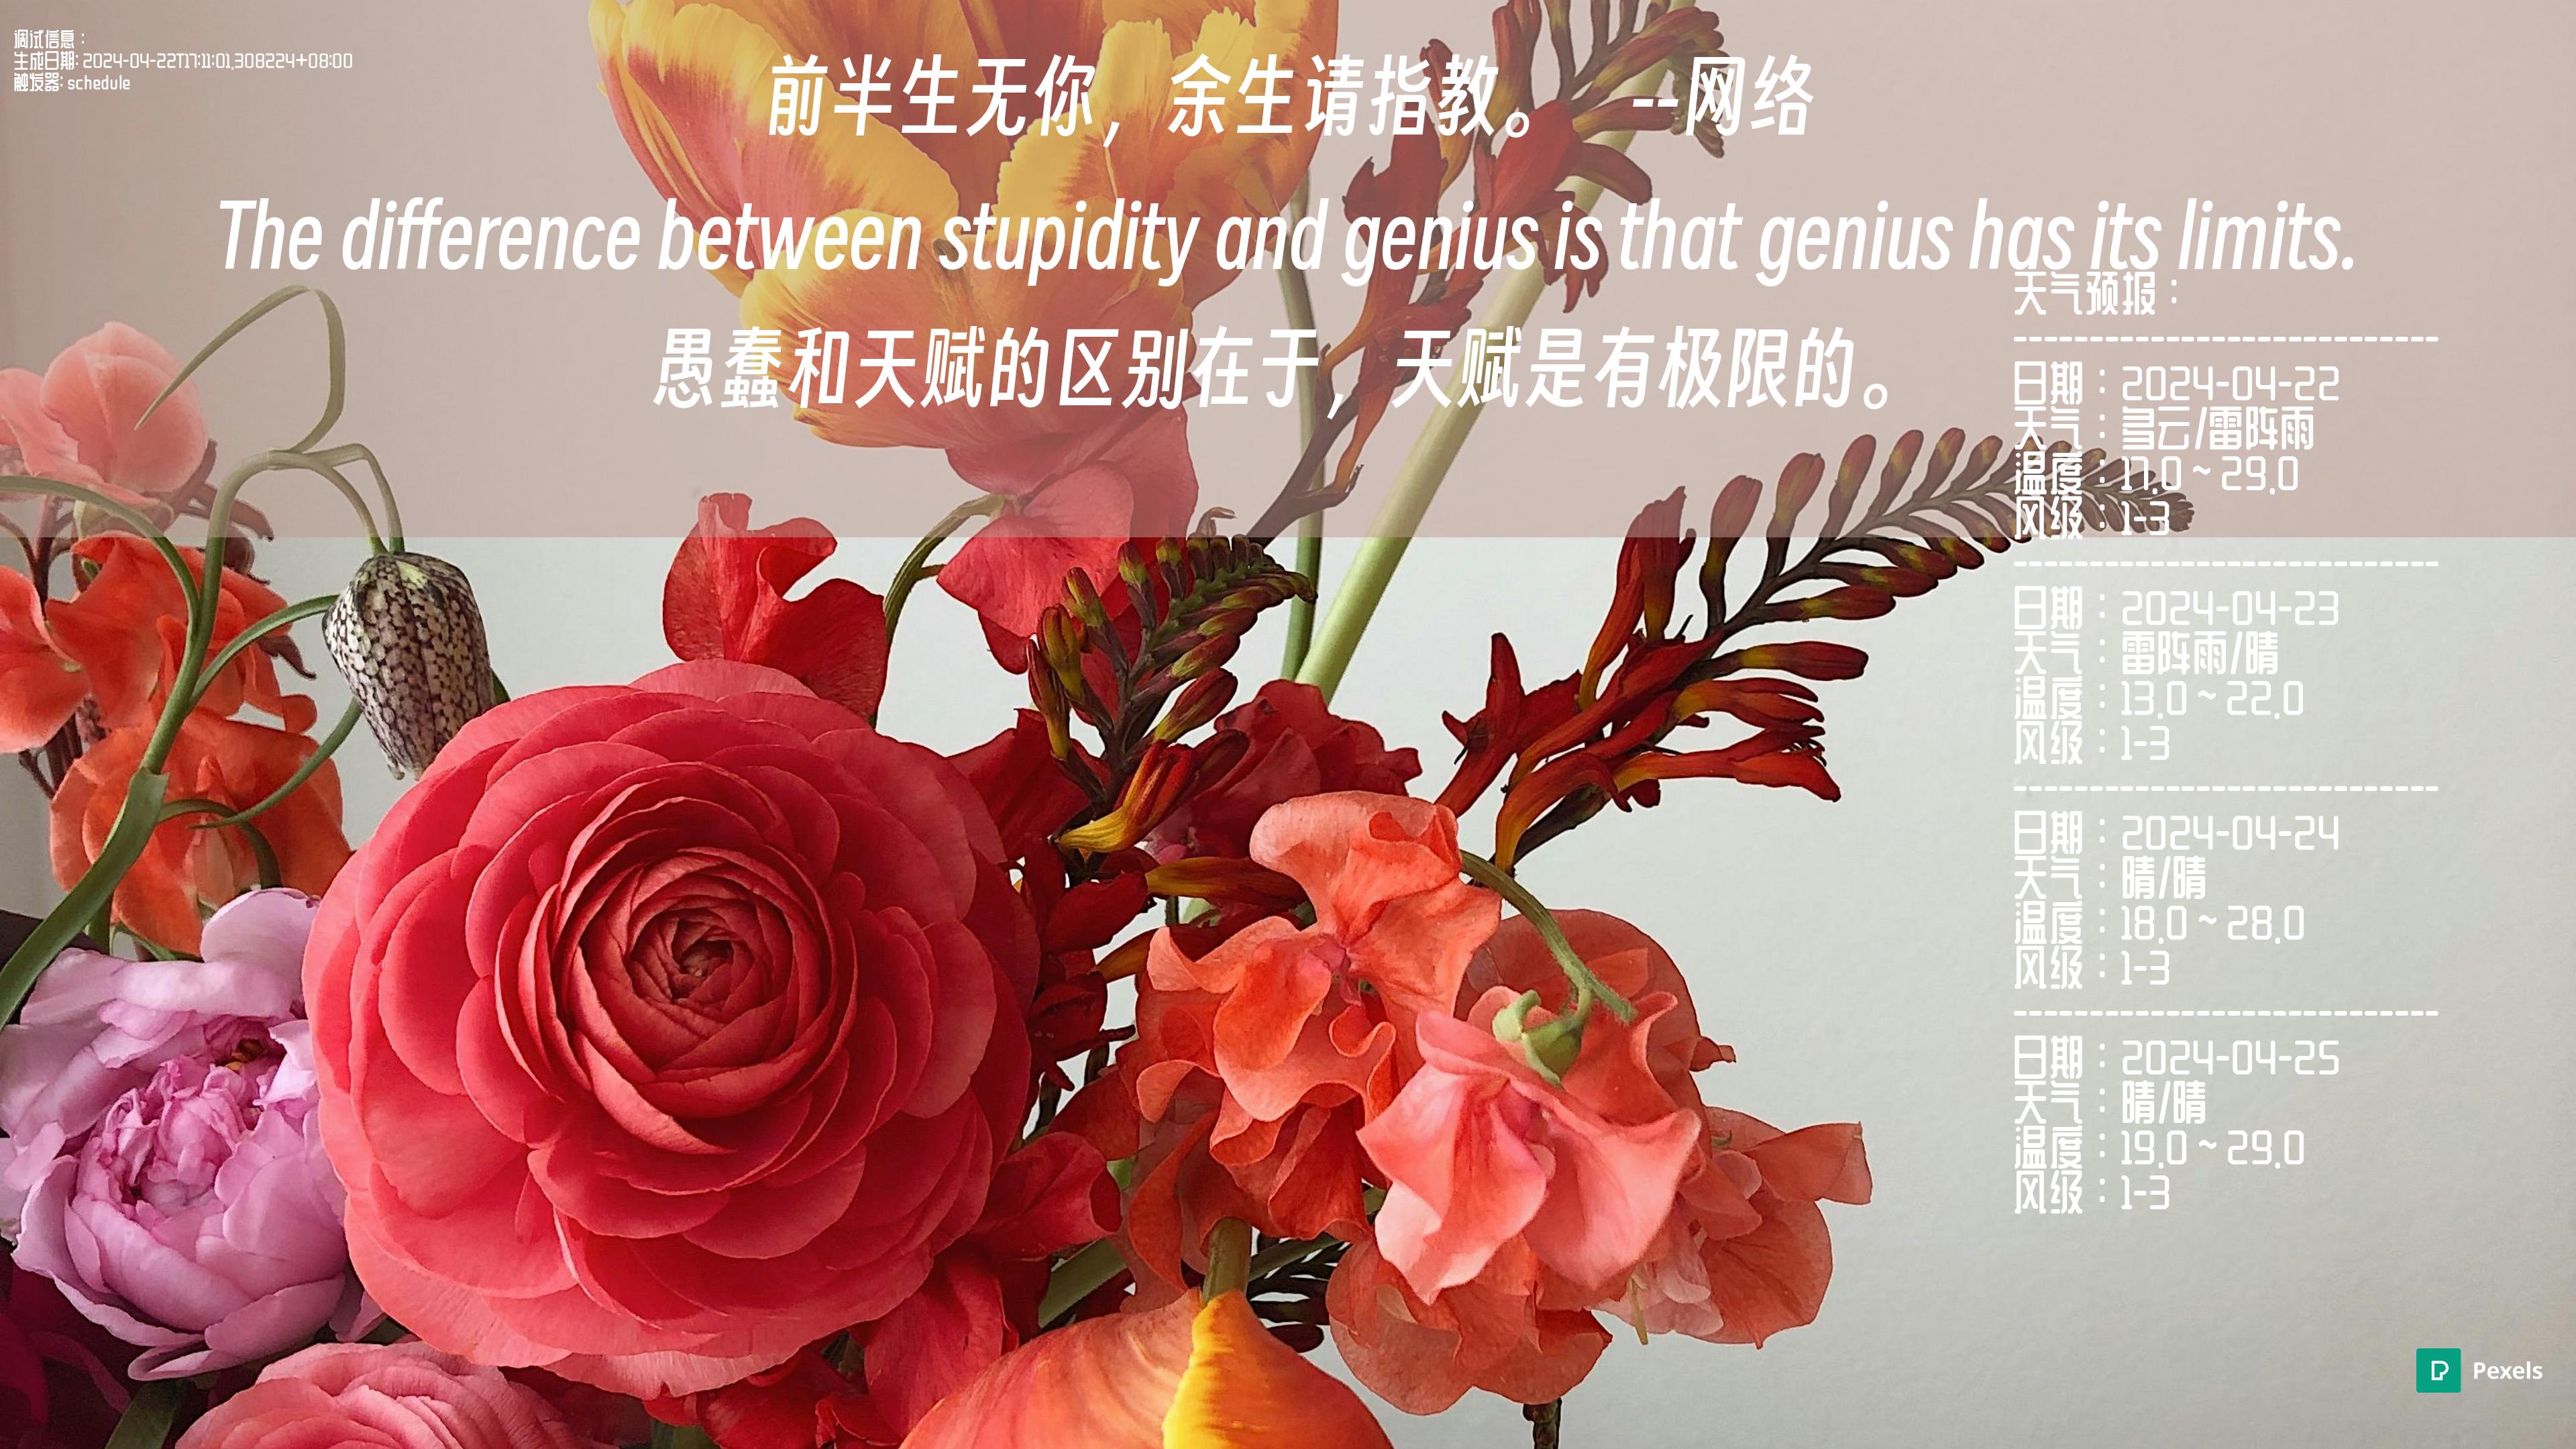 调试信息：
生成日期: 2024-04-22T17:11:01.308224+08:00
触发器: schedule
前半生无你，余生请指教。 --网络
The difference between stupidity and genius is that genius has its limits.
愚蠢和天赋的区别在于，天赋是有极限的。
天气预报：
----------------------------
日期：2024-04-22
天气：多云/雷阵雨
温度：17.0 ~ 29.0
风级：1-3
----------------------------
日期：2024-04-23
天气：雷阵雨/晴
温度：13.0 ~ 22.0
风级：1-3
----------------------------
日期：2024-04-24
天气：晴/晴
温度：18.0 ~ 28.0
风级：1-3
----------------------------
日期：2024-04-25
天气：晴/晴
温度：19.0 ~ 29.0
风级：1-3
Pexels